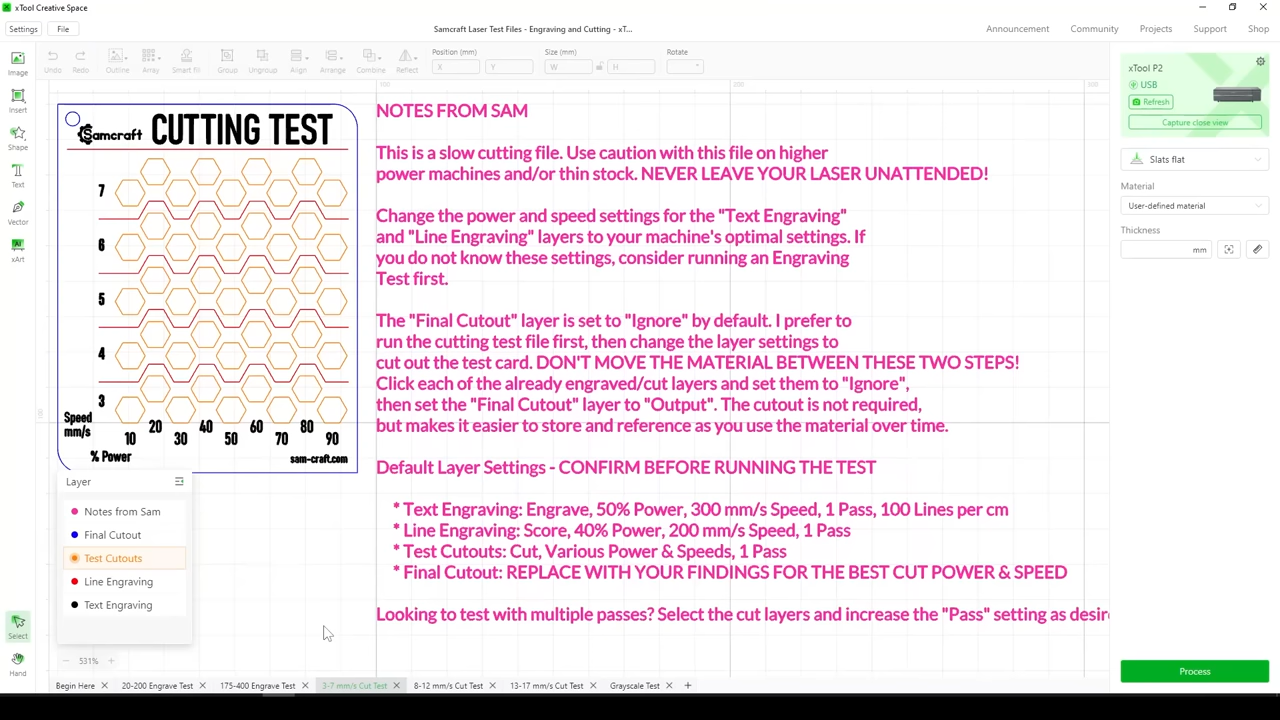 xTool Creative Space
Settings
File
Samcraft Laser Test Files - Engraving and Cutting - xT...
Announcement
Community
Projects
Support
Shop
Image
Insert
Shape
Text
Vector
xArt
Select
Hand
Undo
Redo
Outline
Array
Smart fill
Group
Ungroup
Align
Arrange
Combine
Reflect
Position (mm)
X
Y
Size (mm)
W
H
Rotate
°
100
200
300
Samcraft CUTTING TEST
7
6
5
4
3
Speed
mm/s
10 20 30 40 50 60 70 80 90
% Power
sam-craft.com
NOTES FROM SAM
This is a slow cutting file. Use caution with this file on higher
power machines and/or thin stock. NEVER LEAVE YOUR LASER UNATTENDED!
Change the power and speed settings for the "Text Engraving"
and "Line Engraving" layers to your machine's optimal settings. If
you do not know these settings, consider running an Engraving
Test first.
The "Final Cutout" layer is set to "Ignore" by default. I prefer to
run the cutting test file first, then change the layer settings to
cut out the test card. DON'T MOVE THE MATERIAL BETWEEN THESE TWO STEPS!
Click each of the already engraved/cut layers and set them to "Ignore",
then set the "Final Cutout" layer to "Output". The cutout is not required,
but makes it easier to store and reference as you use the material over time.
Default Layer Settings - CONFIRM BEFORE RUNNING THE TEST
* Text Engraving: Engrave, 50% Power, 300 mm/s Speed, 1 Pass, 100 Lines per cm
* Line Engraving: Score, 40% Power, 200 mm/s Speed, 1 Pass
* Test Cutouts: Cut, Various Power & Speeds, 1 Pass
* Final Cutout: REPLACE WITH YOUR FINDINGS FOR THE BEST CUT POWER & SPEED
Looking to test with multiple passes? Select the cut layers and increase the "Pass" setting as desire
Layer
Notes from Sam
Final Cutout
Test Cutouts
Line Engraving
Text Engraving
531%
Begin Here
20-200 Engrave Test
175-400 Engrave Test
3-7 mm/s Cut Test
8-12 mm/s Cut Test
13-17 mm/s Cut Test
Grayscale Test
xTool P2
USB
Refresh
Capture close view
Slats flat
Material
User-defined material
Thickness
mm
Process